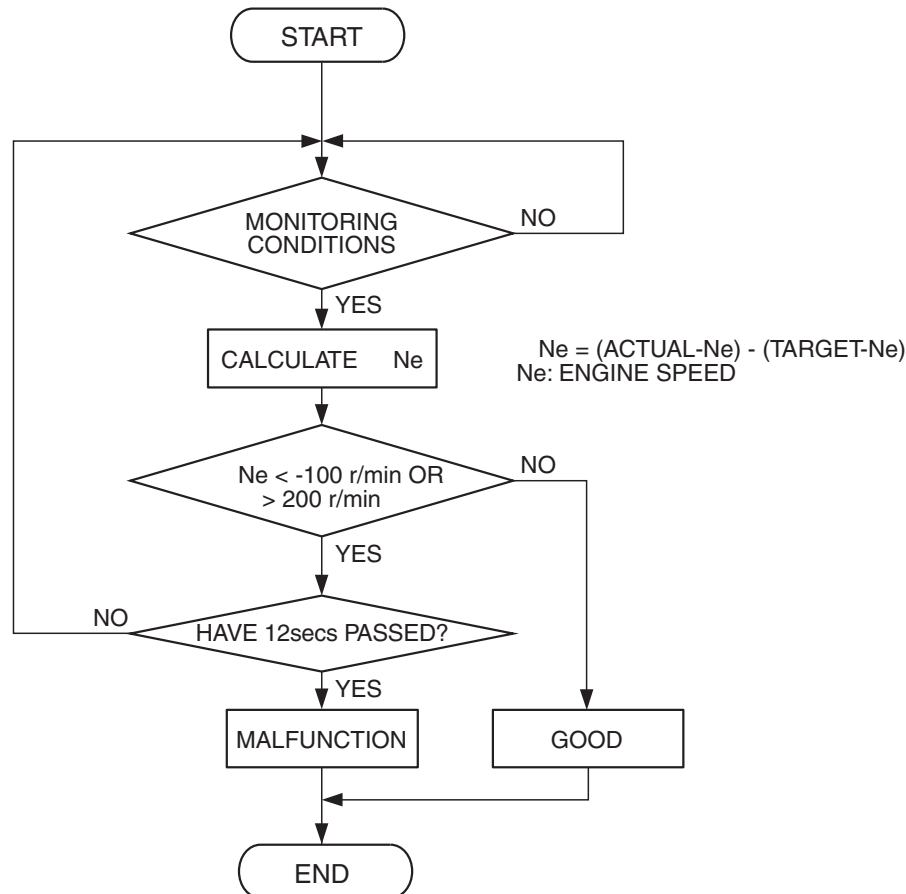 START
MONITORING
CONDITIONS
NO
YES
CALCULATE Ne
Ne = (ACTUAL-Ne) - (TARGET-Ne)
Ne: ENGINE SPEED
Ne < -100 r/min OR
> 200 r/min
NO
YES
NO
HAVE 12secs PASSED?
YES
MALFUNCTION
GOOD
END